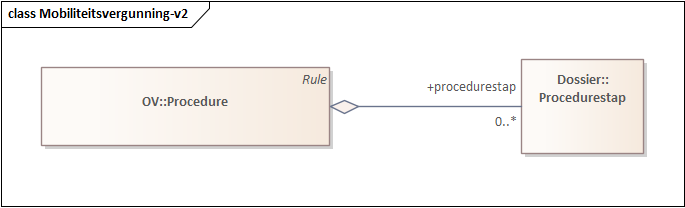 class Mobiliteitsvergunning-v2
Rule
OV::Procedure
+procedurestap
0..*
Dossier::
Procedurestap